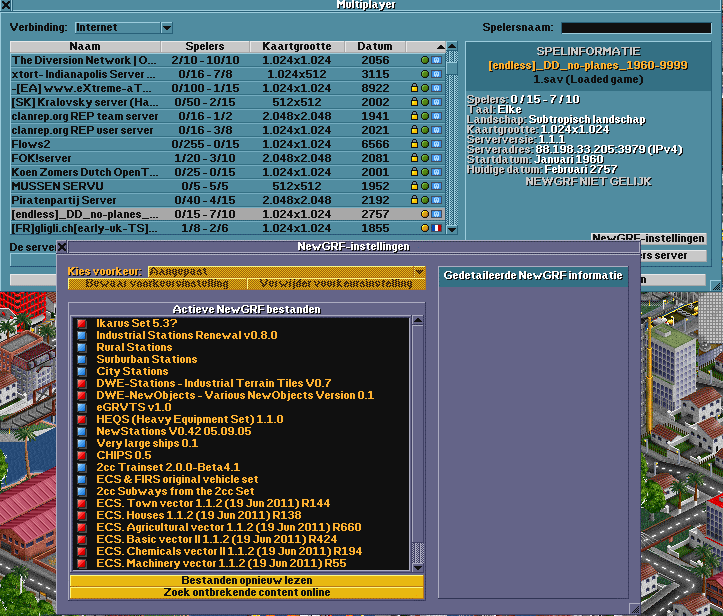 Multiplayer
Verbinding: Internet Spelersnaam:
Naam Spelers Kaartgrootte Datum
The Diversion Network | O... 2/10 - 10/10 1.024x1.024 2056
xtort- Indianapolis Server ... 0/16 - 7/8 1.024x512 3115
-[EA] www.eXtreme-aT... 0/100 - 1/15 1.024x1.024 8922
[SK] Kralovsky server (Ha... 0/50 - 2/15 512x512 2002
clanrep.org REP team server 0/16 - 1/2 2.048x2.048 1941
clanrep.org REP user server 0/16 - 3/8 1.024x1.024 2021
Flows2 0/255 - 0/15 1.024x1.024 6566
FOK!server 1/20 - 3/10 2.048x2.048 2081
Koen Zomers Dutch OpenT... 0/25 - 0/15 1.024x1.024 2001
MUSSEN SERVU 0/5 - 5/5 512x512 1952
Piratenpartij Server 0/40 - 4/15 2.048x2.048 2192
[endless]_DD_no-planes_... 0/15 - 7/10 1.024x1.024 2757
[FR]gligli.ch[early-uk-TS]... 1/8 - 2/6 1.024x1.024 1855
SPELINFORMATIE
[endless]_DD_no-planes_1960-9999
1.sav (Loaded game)
Spelers: 0/15 - 7/10
Taal: Elke
Landschap: Subtropisch landschap
Kaartgrootte: 1.024x1.024
Serverversie: 1.1.1
Serveradres: 88.198.33.205:3979 (IPv4)
Startdatum: Januari 1960
Huidge datum: Februari 2757
NEWGRF NIET GELIJK
NewGRF-instellingen
De server
ers server
n
NewGRF-instellingen
Kies voorkeur: Aangepast
Bewaar voorkeursinstelling Verwijder voorkeursinstelling
Actieve NewGRF bestanden
Gedetaileerde NewGRF informatie
Ikarus Set 5.3?
Industrial Stations Renewal v0.8.0
Rural Stations
Surburban Stations
City Stations
DWE-Stations - Industrial Terrain Tiles V0.7
DWE-NewObjects - Various NewObjects Version 0.1
eGRVTS v1.0
HEQS (Heavy Equipment Set) 1.1.0
NewStations V0.42 05.09.05
Very large ships 0.1
CHIPS 0.5
2cc Trainset 2.0.0-Beta4.1
ECS & FIRS original vehicle set
2cc Subways from the 2cc Set
ECS. Town vector 1.1.2 (19 Jun 2011) R144
ECS. Houses 1.1.2 (19 Jun 2011) R138
ECS. Agricultural vector 1.1.2 (19 Jun 2011) R660
ECS. Basic vector II 1.1.2 (19 Jun 2011) R424
ECS. Chemicals vector II 1.1.2 (19 Jun 2011) R194
ECS. Machinery vector 1.1.2 (19 Jun 2011) R55
Bestanden opnieuw lezen
Zoek ontbrekende content online